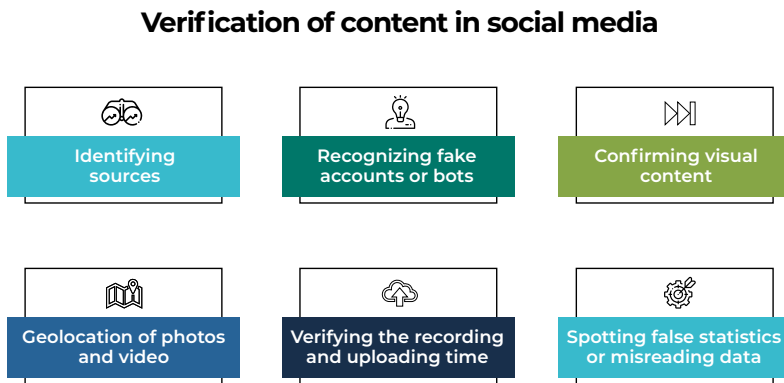 Verification of content in social media
Identifying
sources
Recognizing fake
accounts or bots
Confirming visual
content
Geolocation of photos
and video
Verifying the recording
and uploading time
Spotting false statistics
or misreading data